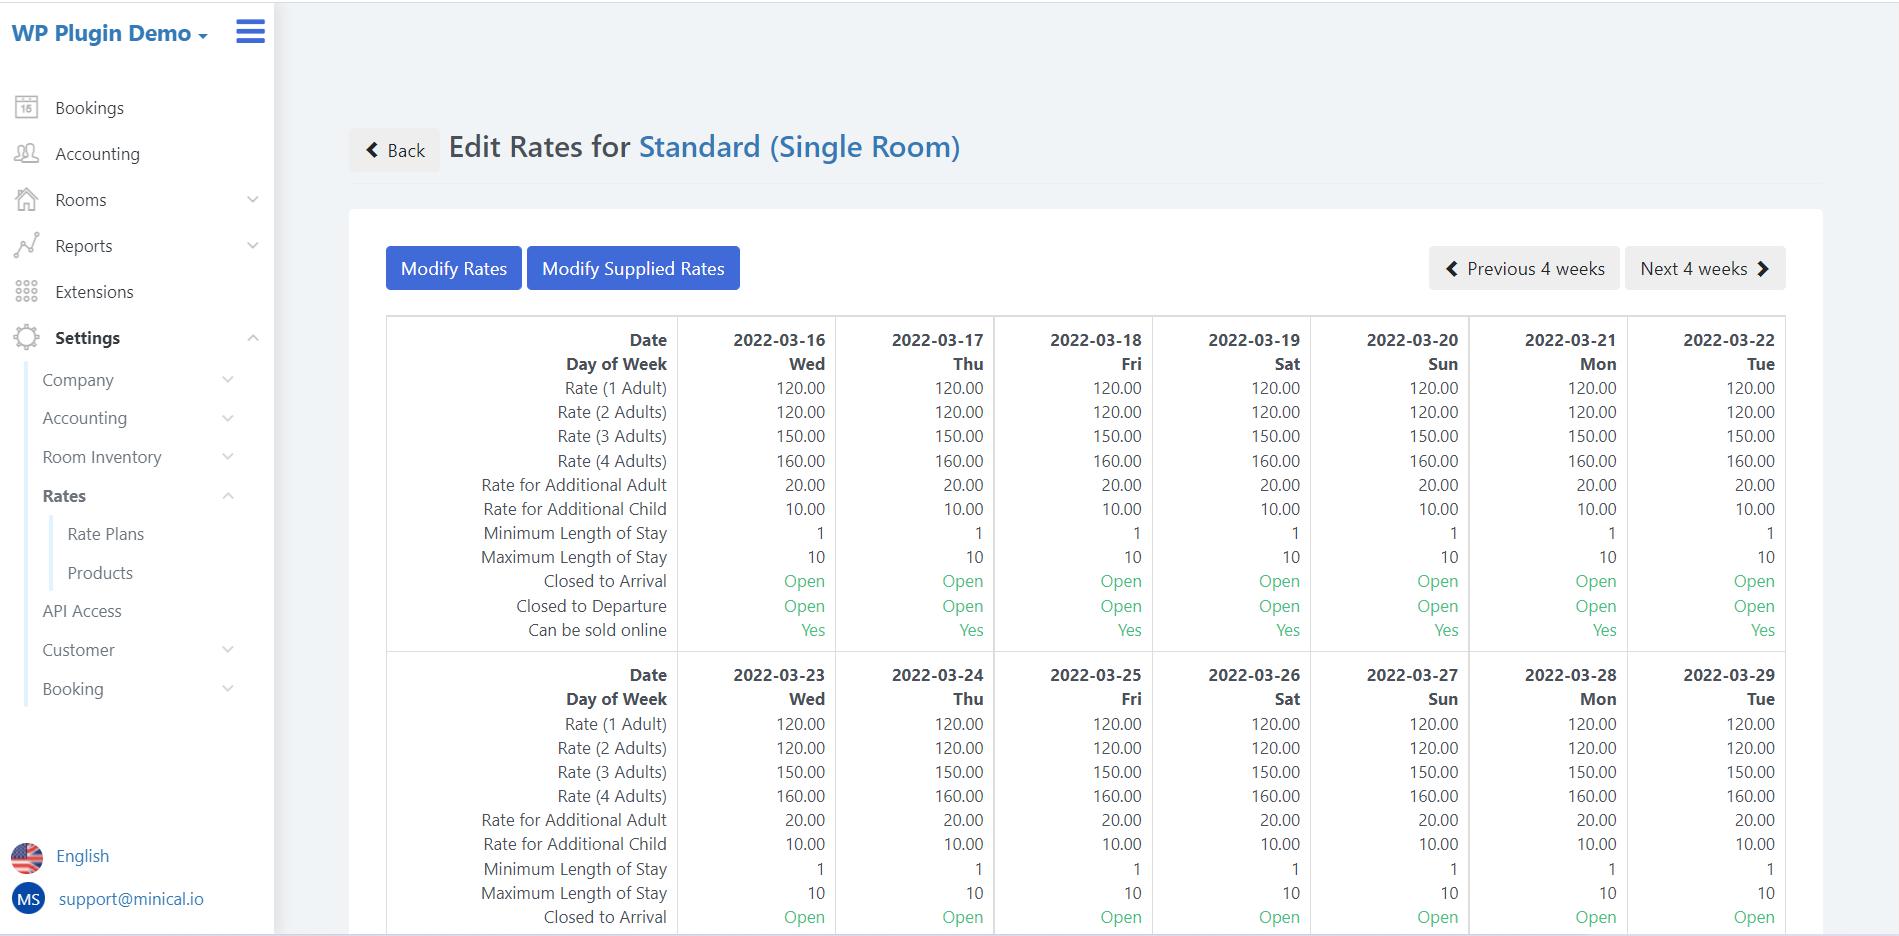 WP Plugin Demo
15
Bookings
Accounting
Rooms
Reports
Extensions
Settings
Company
Accounting
Room Inventory
Rates
Rate Plans
Products
API Access
Customer
Booking
English
MS support@minical.io
Back Edit Rates for Standard (Single Room)
Modify Rates Modify Supplied Rates Previous 4 weeks Next 4 weeks
Date 2022-03-16 2022-03-17 2022-03-18 2022-03-19 2022-03-20 2022-03-21 2022-03-22
Day of Week Wed Thu Fri Sat Sun Mon Tue
Rate (1 Adult) 120.00 120.00 120.00 120.00 120.00 120.00 120.00
Rate (2 Adults) 120.00 120.00 120.00 120.00 120.00 120.00 120.00
Rate (3 Adults) 150.00 150.00 150.00 150.00 150.00 150.00 150.00
Rate (4 Adults) 160.00 160.00 160.00 160.00 160.00 160.00 160.00
Rate for Additional Adult 20.00 20.00 20.00 20.00 20.00 20.00 20.00
Rate for Additional Child 10.00 10.00 10.00 10.00 10.00 10.00 10.00
Minimum Length of Stay 1 1 1 1 1 1 1
Maximum Length of Stay 10 10 10 10 10 10 10
Closed to Arrival Open Open Open Open Open Open Open
Closed to Departure Open Open Open Open Open Open Open
Can be sold online Yes Yes Yes Yes Yes Yes Yes
Date 2022-03-23 2022-03-24 2022-03-25 2022-03-26 2022-03-27 2022-03-28 2022-03-29
Day of Week Wed Thu Fri Sat Sun Mon Tue
Rate (1 Adult) 120.00 120.00 120.00 120.00 120.00 120.00 120.00
Rate (2 Adults) 120.00 120.00 120.00 120.00 120.00 120.00 120.00
Rate (3 Adults) 150.00 150.00 150.00 150.00 150.00 150.00 150.00
Rate (4 Adults) 160.00 160.00 160.00 160.00 160.00 160.00 160.00
Rate for Additional Adult 20.00 20.00 20.00 20.00 20.00 20.00 20.00
Rate for Additional Child 10.00 10.00 10.00 10.00 10.00 10.00 10.00
Minimum Length of Stay 1 1 1 1 1 1 1
Maximum Length of Stay 10 10 10 10 10 10 10
Closed to Arrival Open Open Open Open Open Open Open